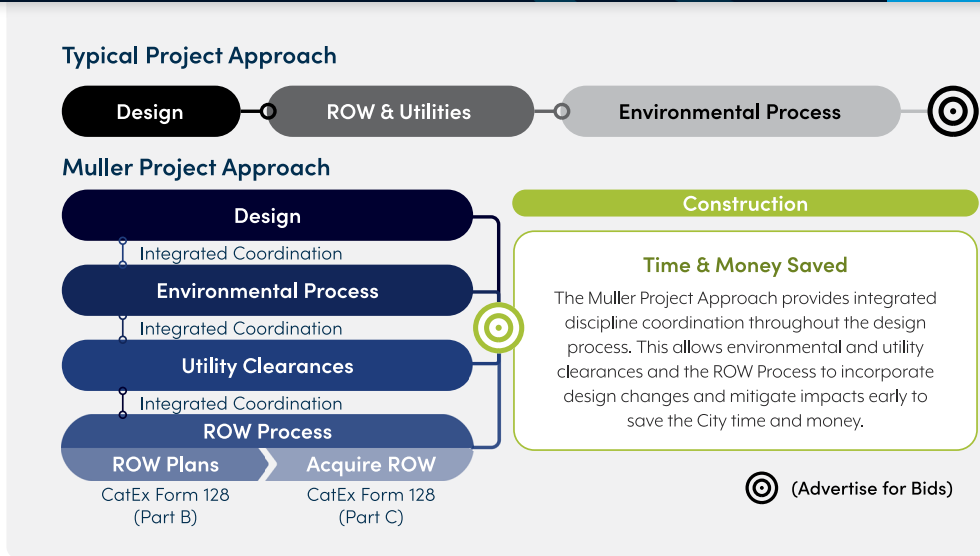 Typical Project Approach
Design
ROW & Utilities
Environmental Process
Muller Project Approach
Design
Integrated Coordination
Environmental Process
Integrated Coordination
Utility Clearances
Integrated Coordination
ROW Process
ROW Plans
Acquire ROW
CatEx Form 128
(Part B)
CatEx Form 128
(Part C)
Construction
Time & Money Saved
The Muller Project Approach provides integrated
discipline coordination throughout the design
process. This allows environmental and utility
clearances and the ROW Process to incorporate
design changes and mitigate impacts early to
save the City time and money.
(Advertise for Bids)